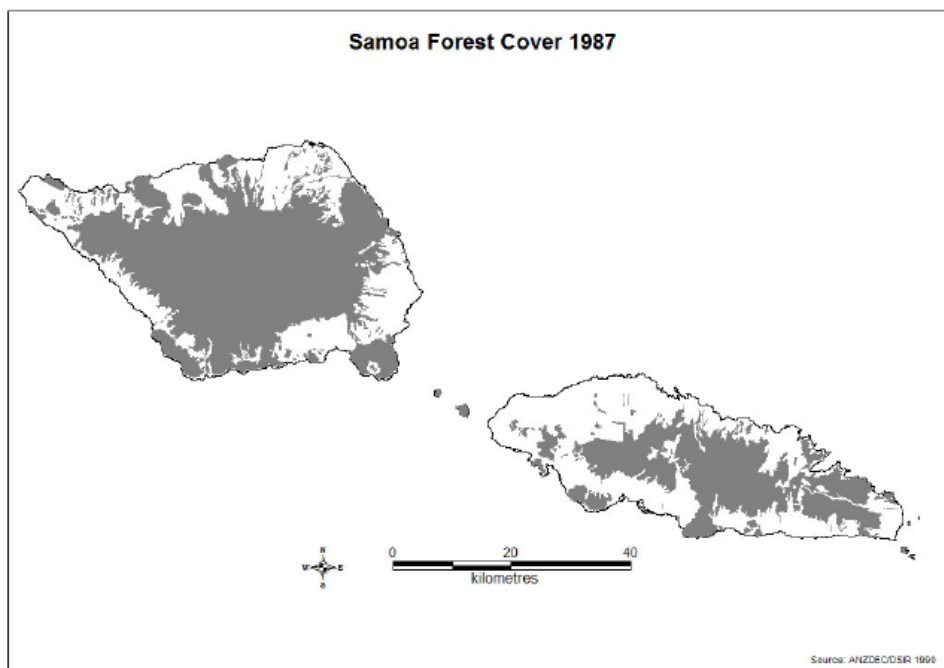 Samoa Forest Cover 1987
N
W E
S
0 20 40
kilometres
Source: ANZDEC/DSIR 1990